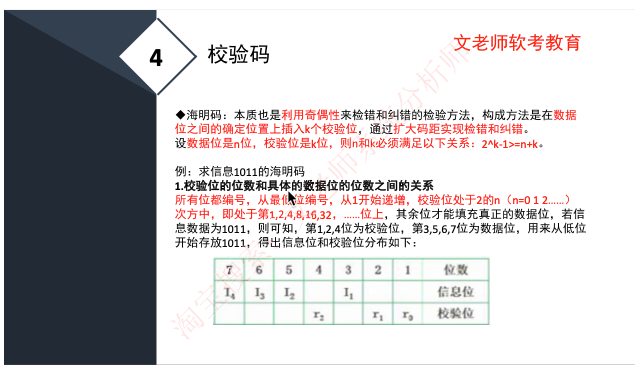 4
校验码
文老师软考教育
◆海明码：本质也是利用奇偶性来检错和纠错的检验方法，构成方法是在数据
位之间的确定位置上插入k个校验位，通过扩大码距实现检错和纠错。
设数据位是n位，校验位是k位，则n和k必须满足以下关系：2^k-1>=n+k。
例：求信息1011的海明码
1.校验位的位数和具体的数据位的位数之间的关系
所有位都编号，从最低位编号，从1开始递增，校验位处于2的n（n=0 1 2……）
次方中，即处于第1,2,4,8,16,32，……位上，其余位才能填充真正的数据位，若信
息数据为1011，则可知，第1,2,4位为校验位，第3,5,6,7位为数据位，用来从低位
开始存放1011，得出信息位和校验位分布如下：
7 6 5 4 3 2 1 位数
I4 I3 I2 I1 信息位
r2 r1 r0 校验位